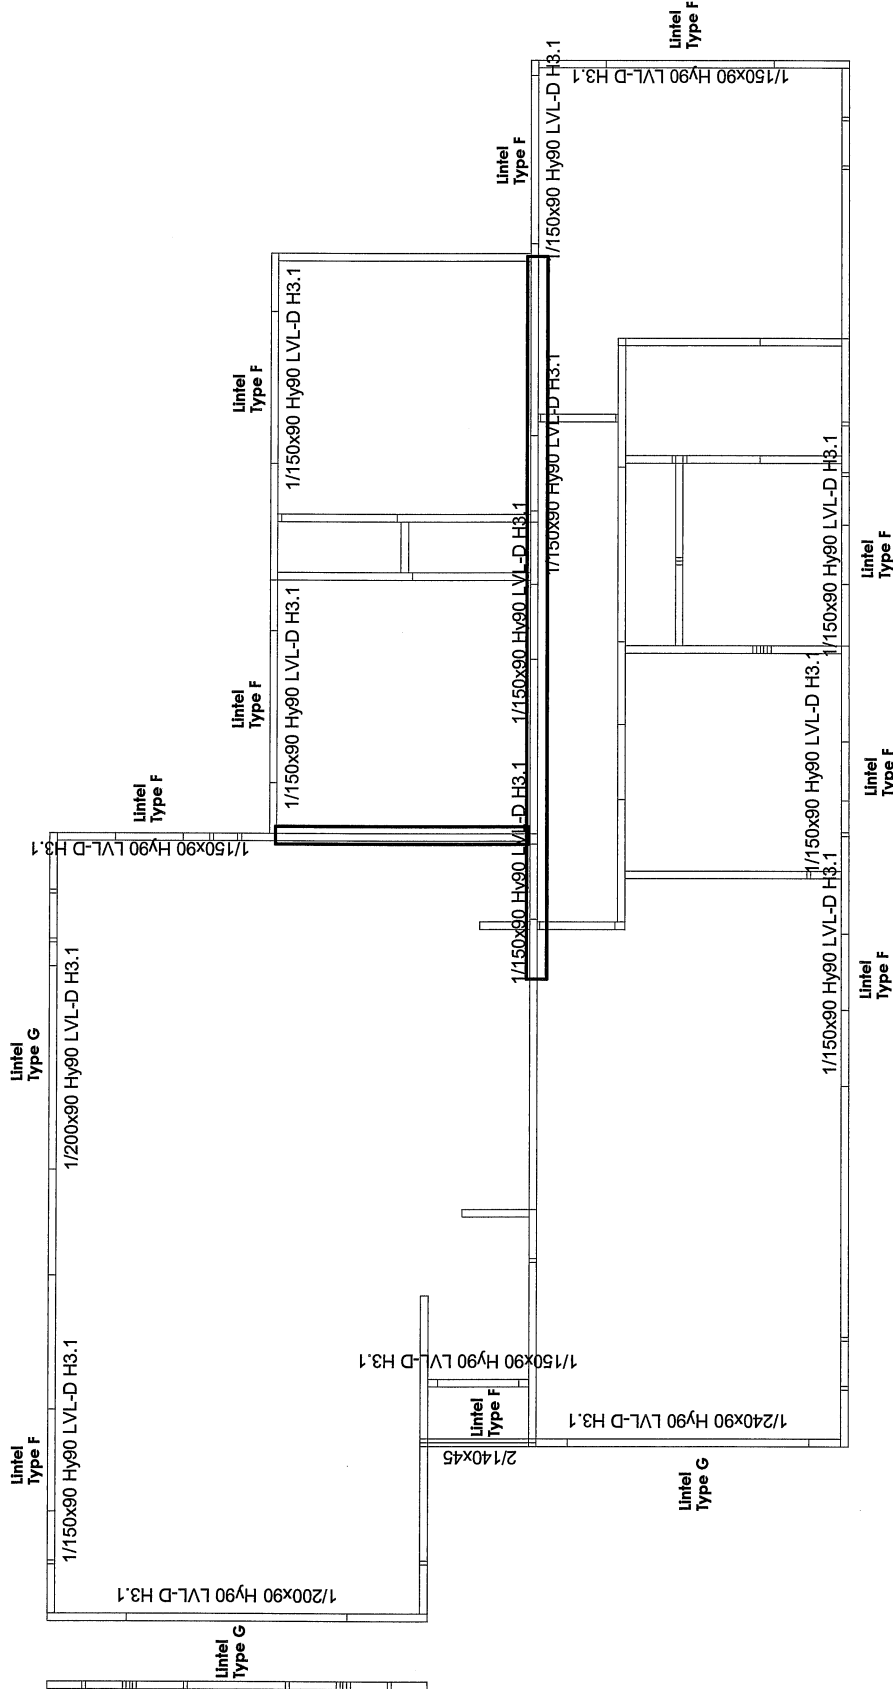 Lintel
Type F
1/150x90 Hy90 LVL-D H3.1
1/150x90 Hy90 LVL-D H3.1
Lintel
Type F
Lintel
Type F
1/150x90 Hy90 LVL-D H3.1
1/150x90 Hy90 LVL-D H3.1
1/150x90 Hy90 LVL-D H3.1
1/150x90 Hy90 LVL-D H3.1
Lintel
Type F
Lintel
Type F
1/150x90 Hy90 LVL-D H3.1
1/150x90 Hy90 LVL-D H3.1
Lintel
Type F
1/150x90 Hy90 LVL-D H3.1
Lintel
Type F
1/150x90 Hy90 LVL-D H3.1
1/150x90 Hy90 LVL-D H3.1
Lintel
Type F
1/150x90 Hy90 LVL-D H3.1
Lintel
Type G
1/200x90 Hy90 LVL-D H3.1
Lintel
Type F
1/150x90 Hy90 LVL-D H3.1
1/150x90 Hy90 LVL-D H3.1
Lintel
Type F
2/140x45
1/240x90 Hy90 LVL-D H3.1
Lintel
Type G
1/200x90 Hy90 LVL-D H3.1
Lintel
Type G